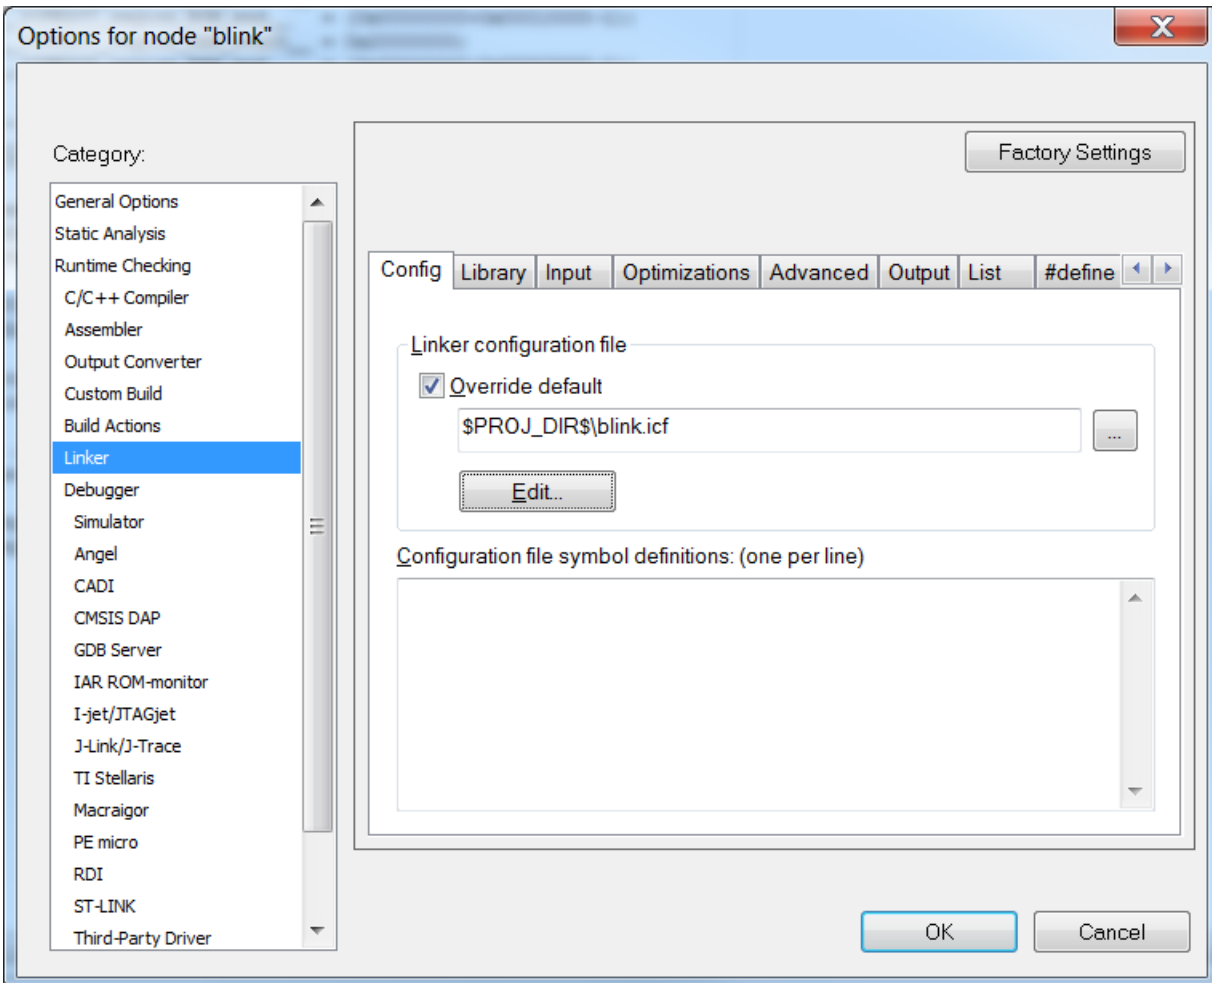 Options for node "blink"
Category:
Factory Settings
General Options
Static Analysis
Runtime Checking
C/C++ Compiler
Assembler
Output Converter
Custom Build
Build Actions
Linker
Debugger
Simulator
Angel
CADI
CMSIS DAP
GDB Server
IAR ROM-monitor
I-jet/JTAGjet
J-Link/J-Trace
TI Stellaris
Macraigor
PE micro
RDI
ST-LINK
Third-Party Driver
Config Library Input Optimizations Advanced Output List #define
Linker configuration file
Override default
$PROJ_DIR$\blink.icf
...
Edit...
Configuration file symbol definitions: (one per line)
OK Cancel